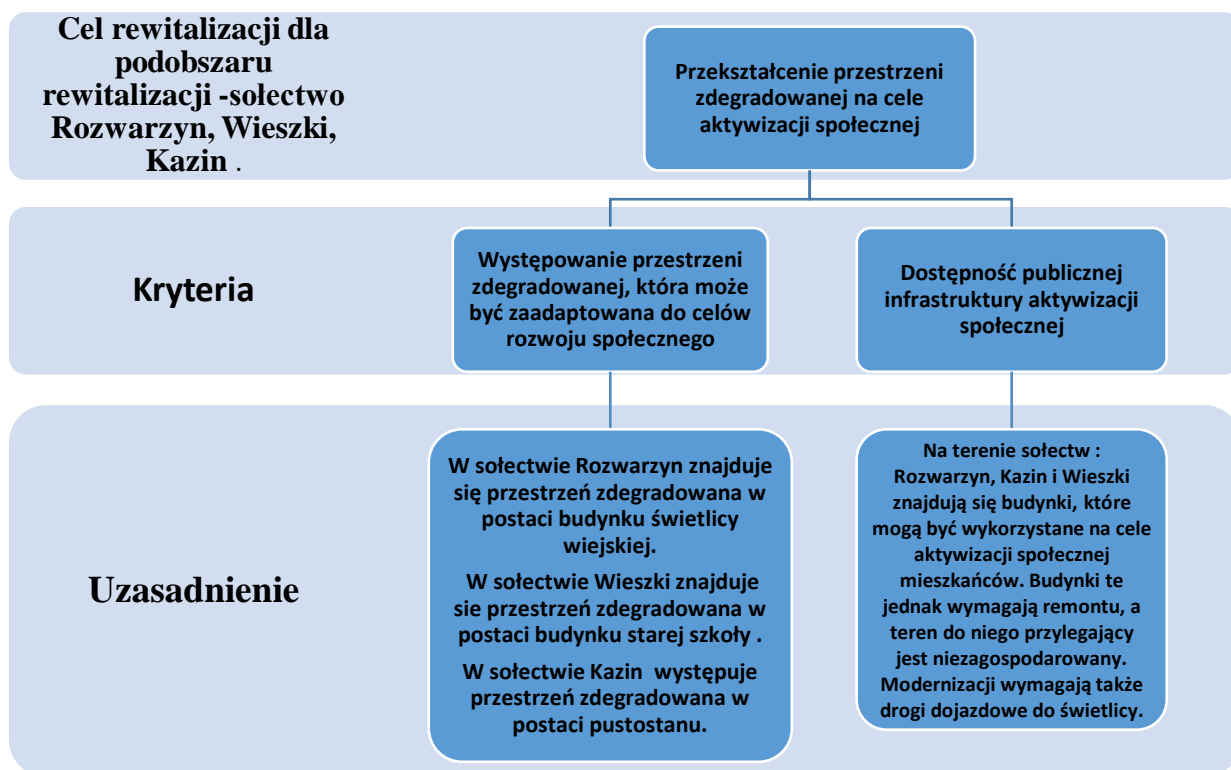 Cel rewitalizacji dla
podobszaru
rewitalizacji -sołectwo
Rozwarzyn, Wieszki,
Kazin .
Przekształcenie przestrzeni
zdegradowanej na cele
aktywizacji społecznej
Kryteria
Występowanie przestrzeni
zdegradowanej, która może
być zaadaptowana do celów
rozwoju społecznego
Dostępność publicznej
infrastruktury aktywizacji
społecznej
Uzasadnienie
W sołectwie Rozwarzyn znajduje
się przestrzeń zdegradowana w
postaci budynku świetlicy
wiejskiej.
W sołectwie Wieszki znajduje
sie przestrzeń zdegradowana w
postaci budynku starej szkoły .
W sołectwie Kazin występuje
przestrzeń zdegradowana w
postaci pustostanu.
Na terenie sołectw :
Rozwarzyn, Kazin i Wieszki
znajdują się budynki, które
mogą być wykorzystane na cele
aktywizacji społecznej
mieszkańców. Budynki te
jednak wymagają remontu, a
teren do niego przylegający
jest niezagospodarowany.
Modernizacji wymagają także
drogi dojazdowe do świetlicy.